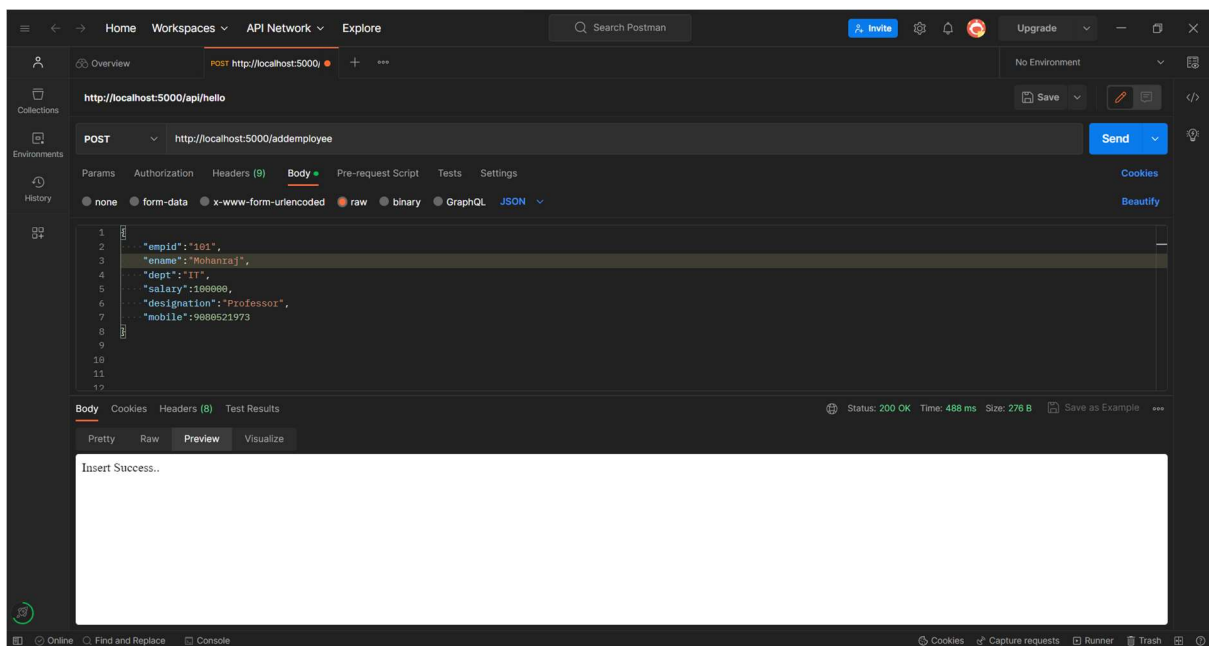 Home Workspaces API Network Explore Search Postman Invite Upgrade
Overview POST http://localhost:5000/ No Environment
http://localhost:5000/api/hello Save
Collections
POST http://localhost:5000/addemployee Send
Environments
Params Authorization Headers (9) Body Pre-request Script Tests Settings Cookies
History
none form-data x-www-form-urlencoded raw binary GraphQL JSON Beautify
1 {
2 "empid":"101",
3 "ename":"Mohanraj",
4 "dept":"IT",
5 "salary":100000,
6 "designation":"Professor",
7 "mobile":9080521973
8 }
9
10
11
12
Body Cookies Headers (8) Test Results Status: 200 OK Time: 488 ms Size: 276 B Save as Example
Pretty Raw Preview Visualize
Insert Success..
Online Find and Replace Console Cookies Capture requests Runner Trash